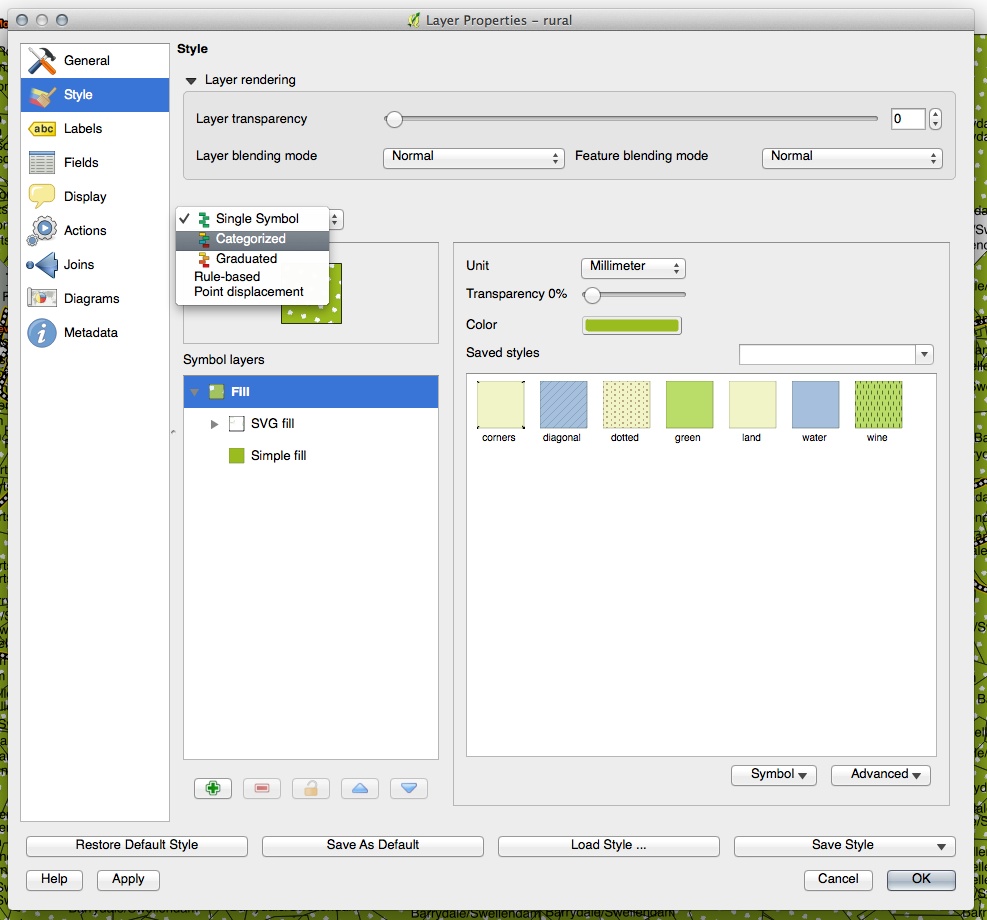 Layer Properties – rural
General
Style
Labels
Fields
Display
Actions
Joins
Diagrams
Metadata
Style
Layer rendering
Layer transparency
0
Layer blending mode
Normal
Feature blending mode
Normal
Single Symbol
Categorized
Graduated
Rule-based
Point displacement
Unit
Millimeter
Transparency 0%
Color
Saved styles
Symbol layers
Fill
SVG fill
Simple fill
corners
diagonal
dotted
green
land
water
wine
Symbol
Advanced
Restore Default Style
Save As Default
Load Style ...
Save Style
Help
Apply
Cancel
OK
abc
Barrydale/Swellendam
Barrydale/Swellendam
Barrydale/Swellendam